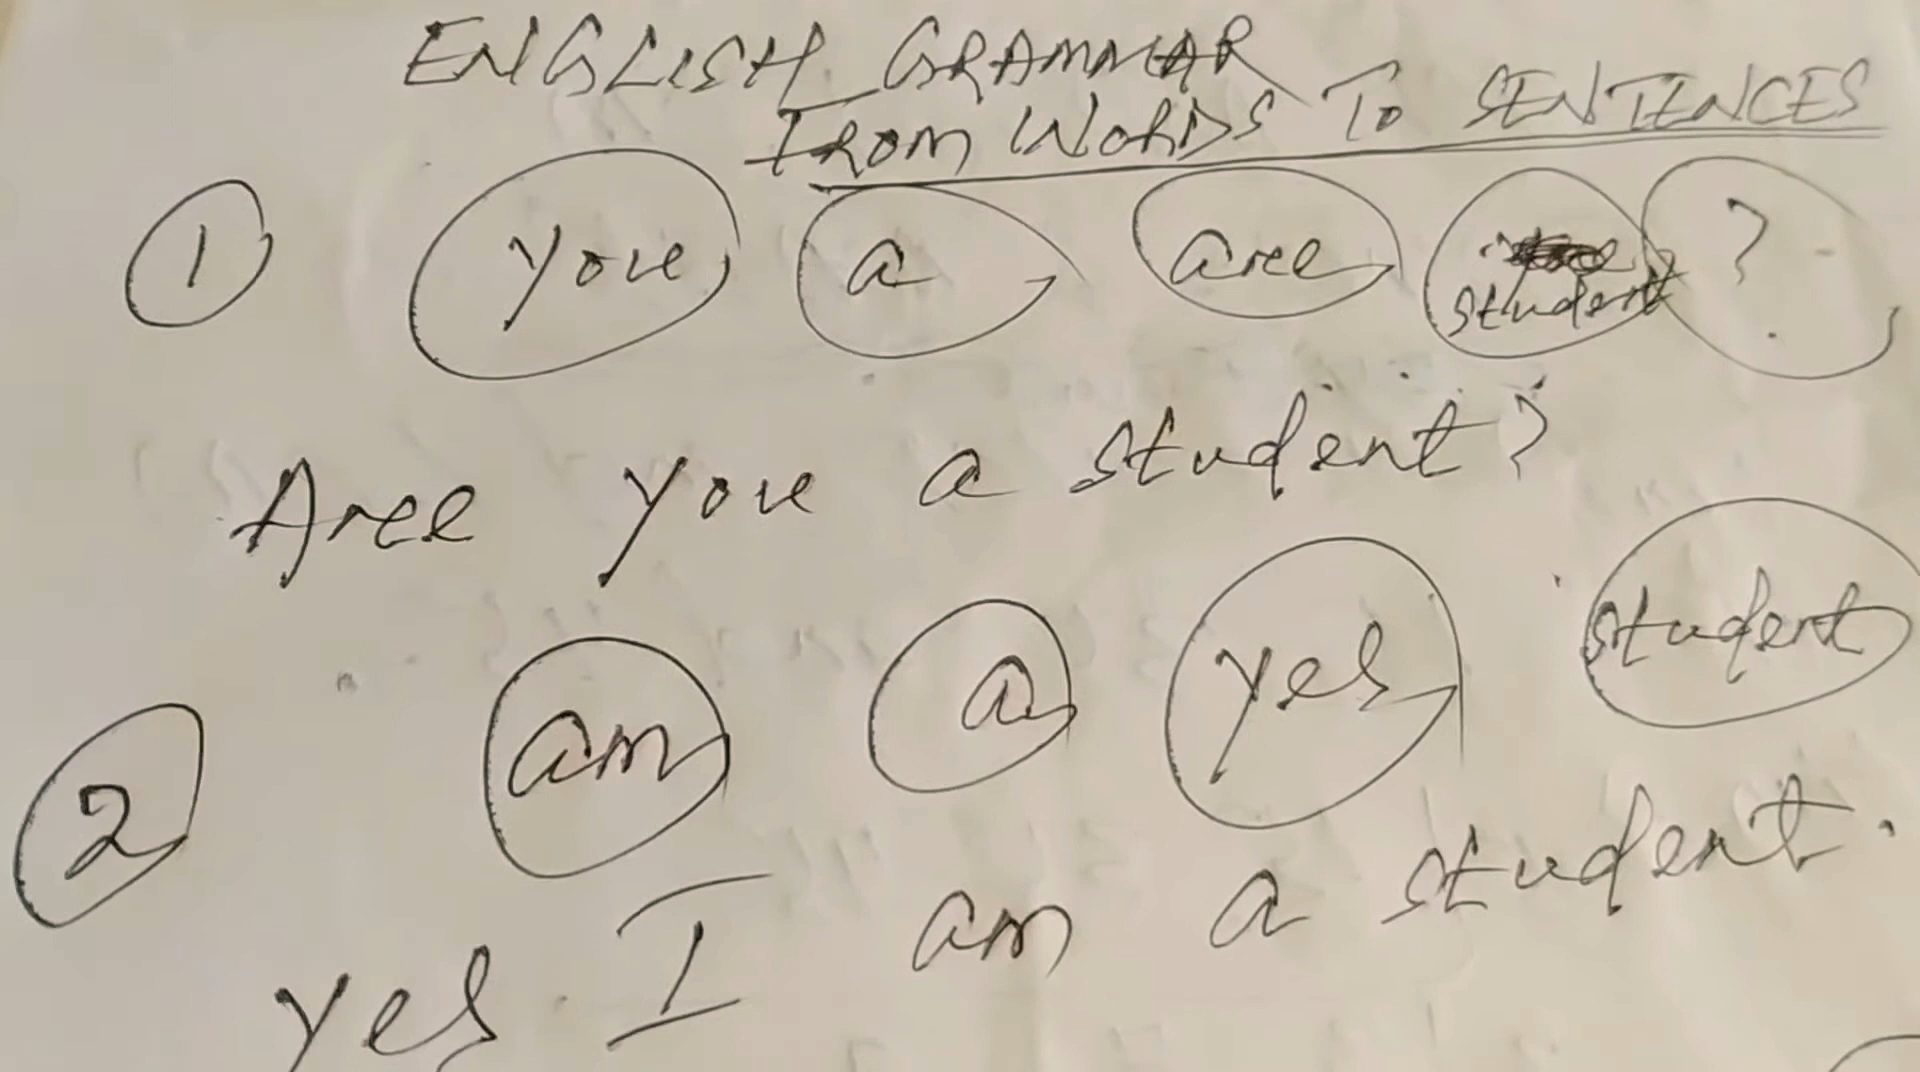 ENGLISH GRAMMAR
FROM WORDS TO SENTENCES
1 you a are student ?
Are you a student?
2 am a yes student
yes I am a student.